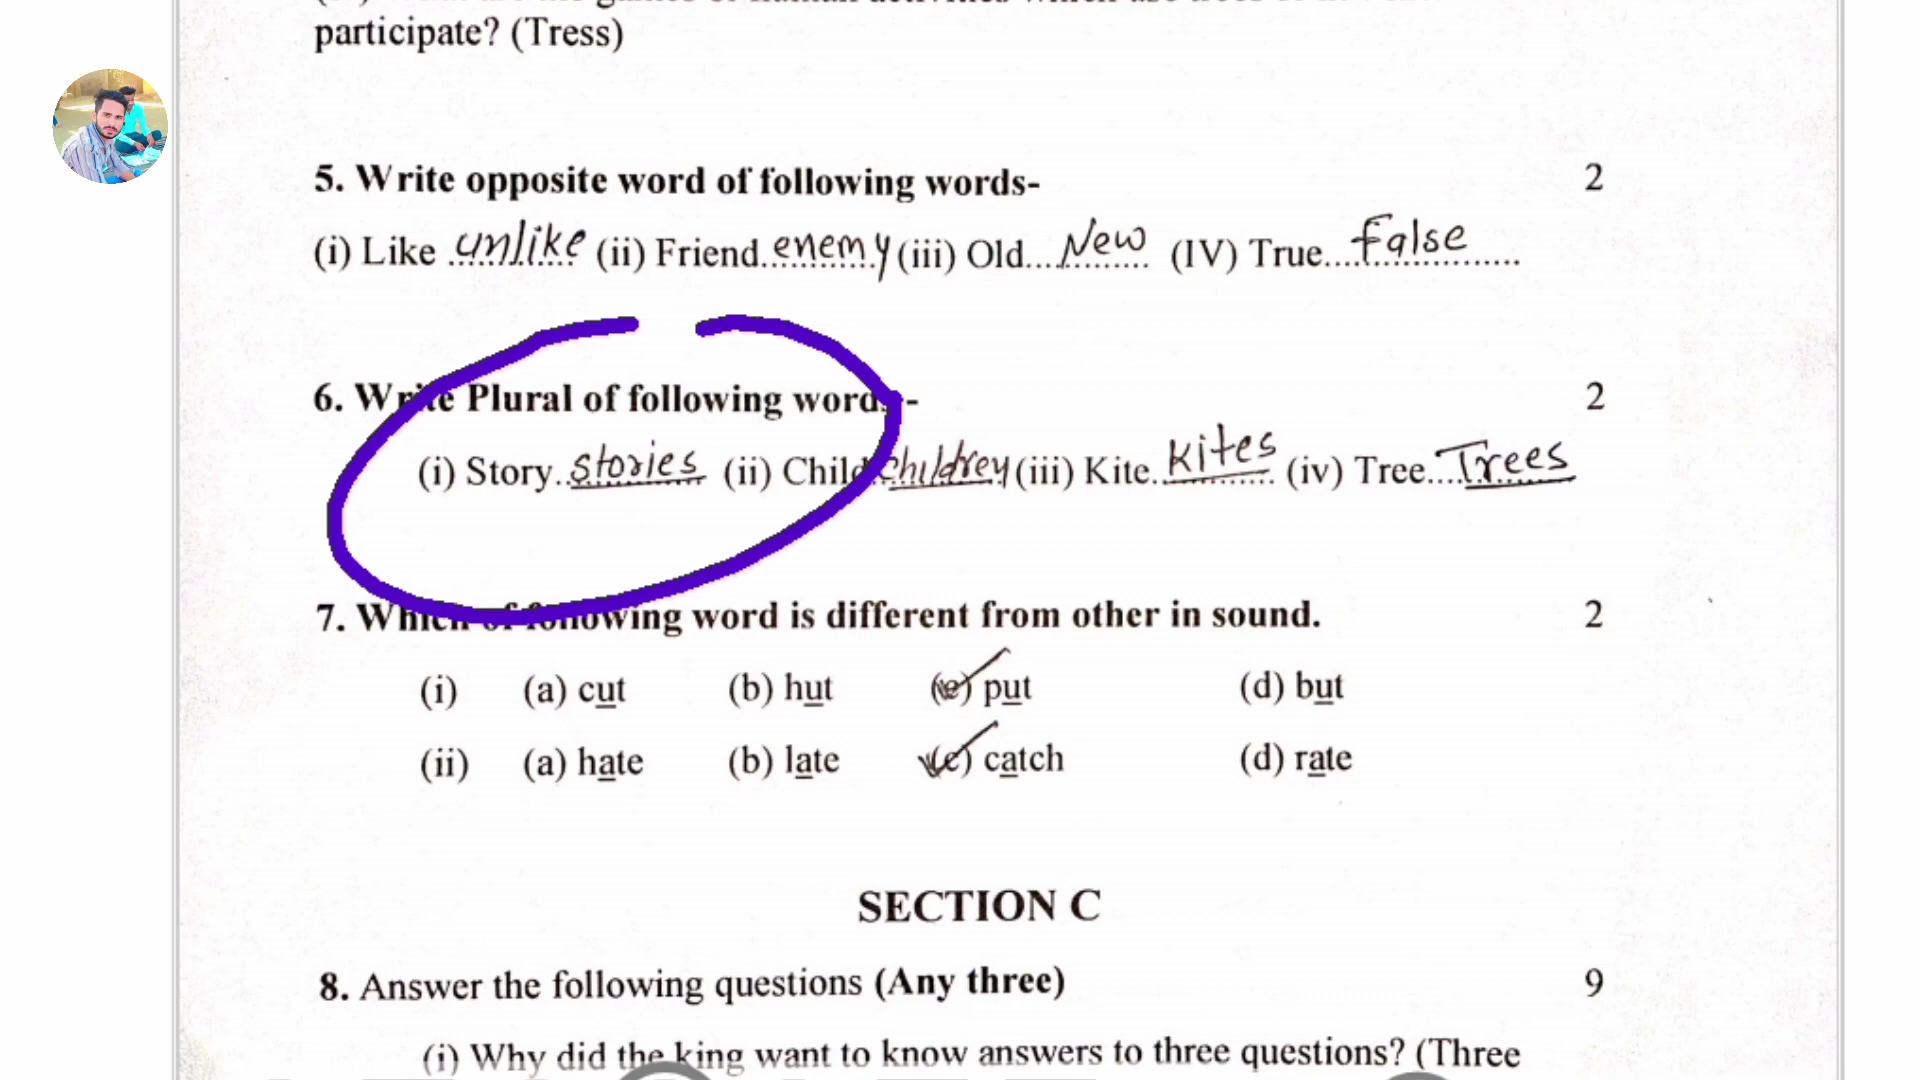 participate? (Tress)
5. Write opposite word of following words- 2
(i) Like unlike (ii) Friend enemy (iii) Old New (IV) True False
6. Write Plural of following words- 2
(i) Story stories (ii) Child children (iii) Kite Kites (iv) Tree Trees
7. Which of following word is different from other in sound. 2
(i) (a) cut (b) hut (c) put (d) but
(ii) (a) hate (b) late (c) catch (d) rate
SECTION C
8. Answer the following questions (Any three) 9
(i) Why did the king want to know answers to three questions? (Three